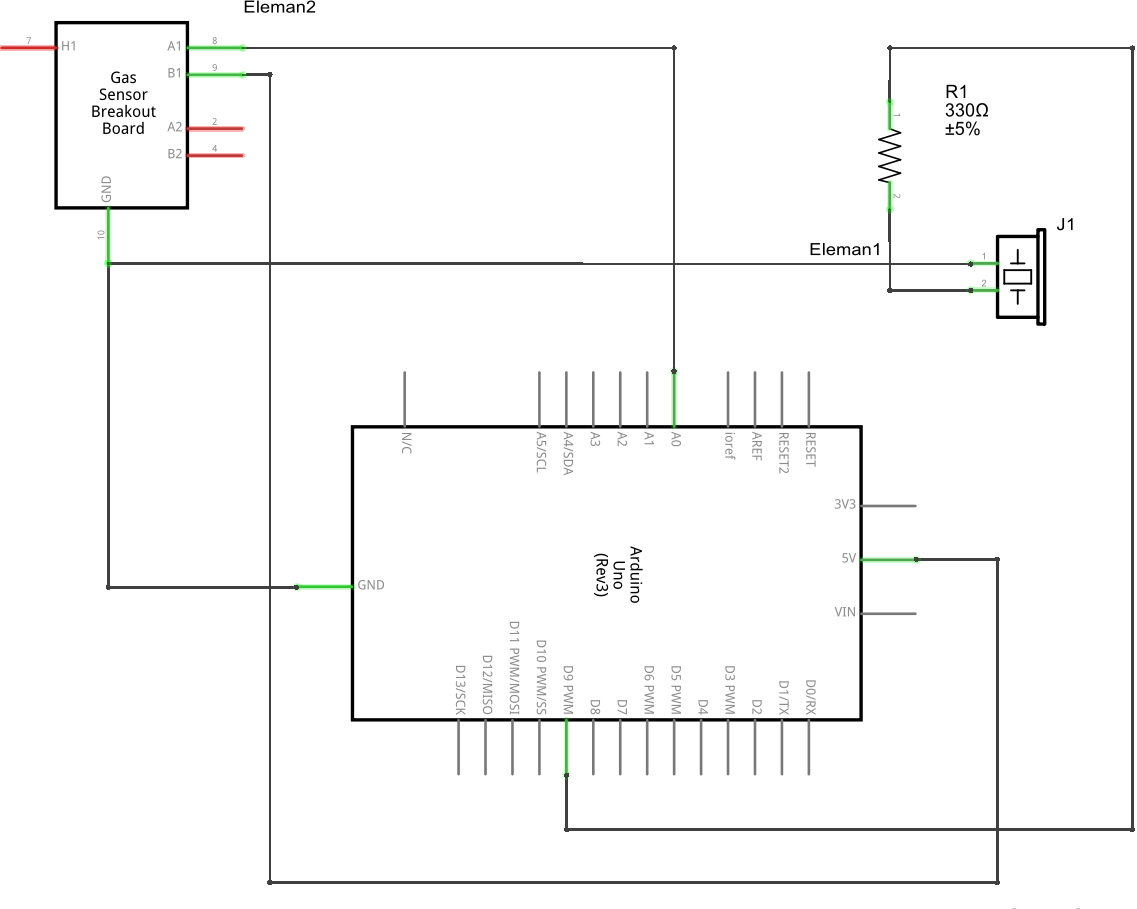 Eleman2
7
H1
A1
8
B1
9
Gas
Sensor
Breakout
Board
A2
2
B2
4
GND
10
R1
330Ω
±5%
1
2
J1
Eleman1
1
2
N/C
A5/SCL
A4/SDA
A3
A2
A1
A0
ioref
AREF
RESET2
RESET
3V3
5V
VIN
GND
Arduino
Uno
(Rev3)
D13/SCK
D12/MISO
D11 PWM/MOSI
D10 PWM/SS
D9 PWM
D8
D7
D6 PWM
D5 PWM
D4
D3 PWM
D2
D1/TX
D0/RX